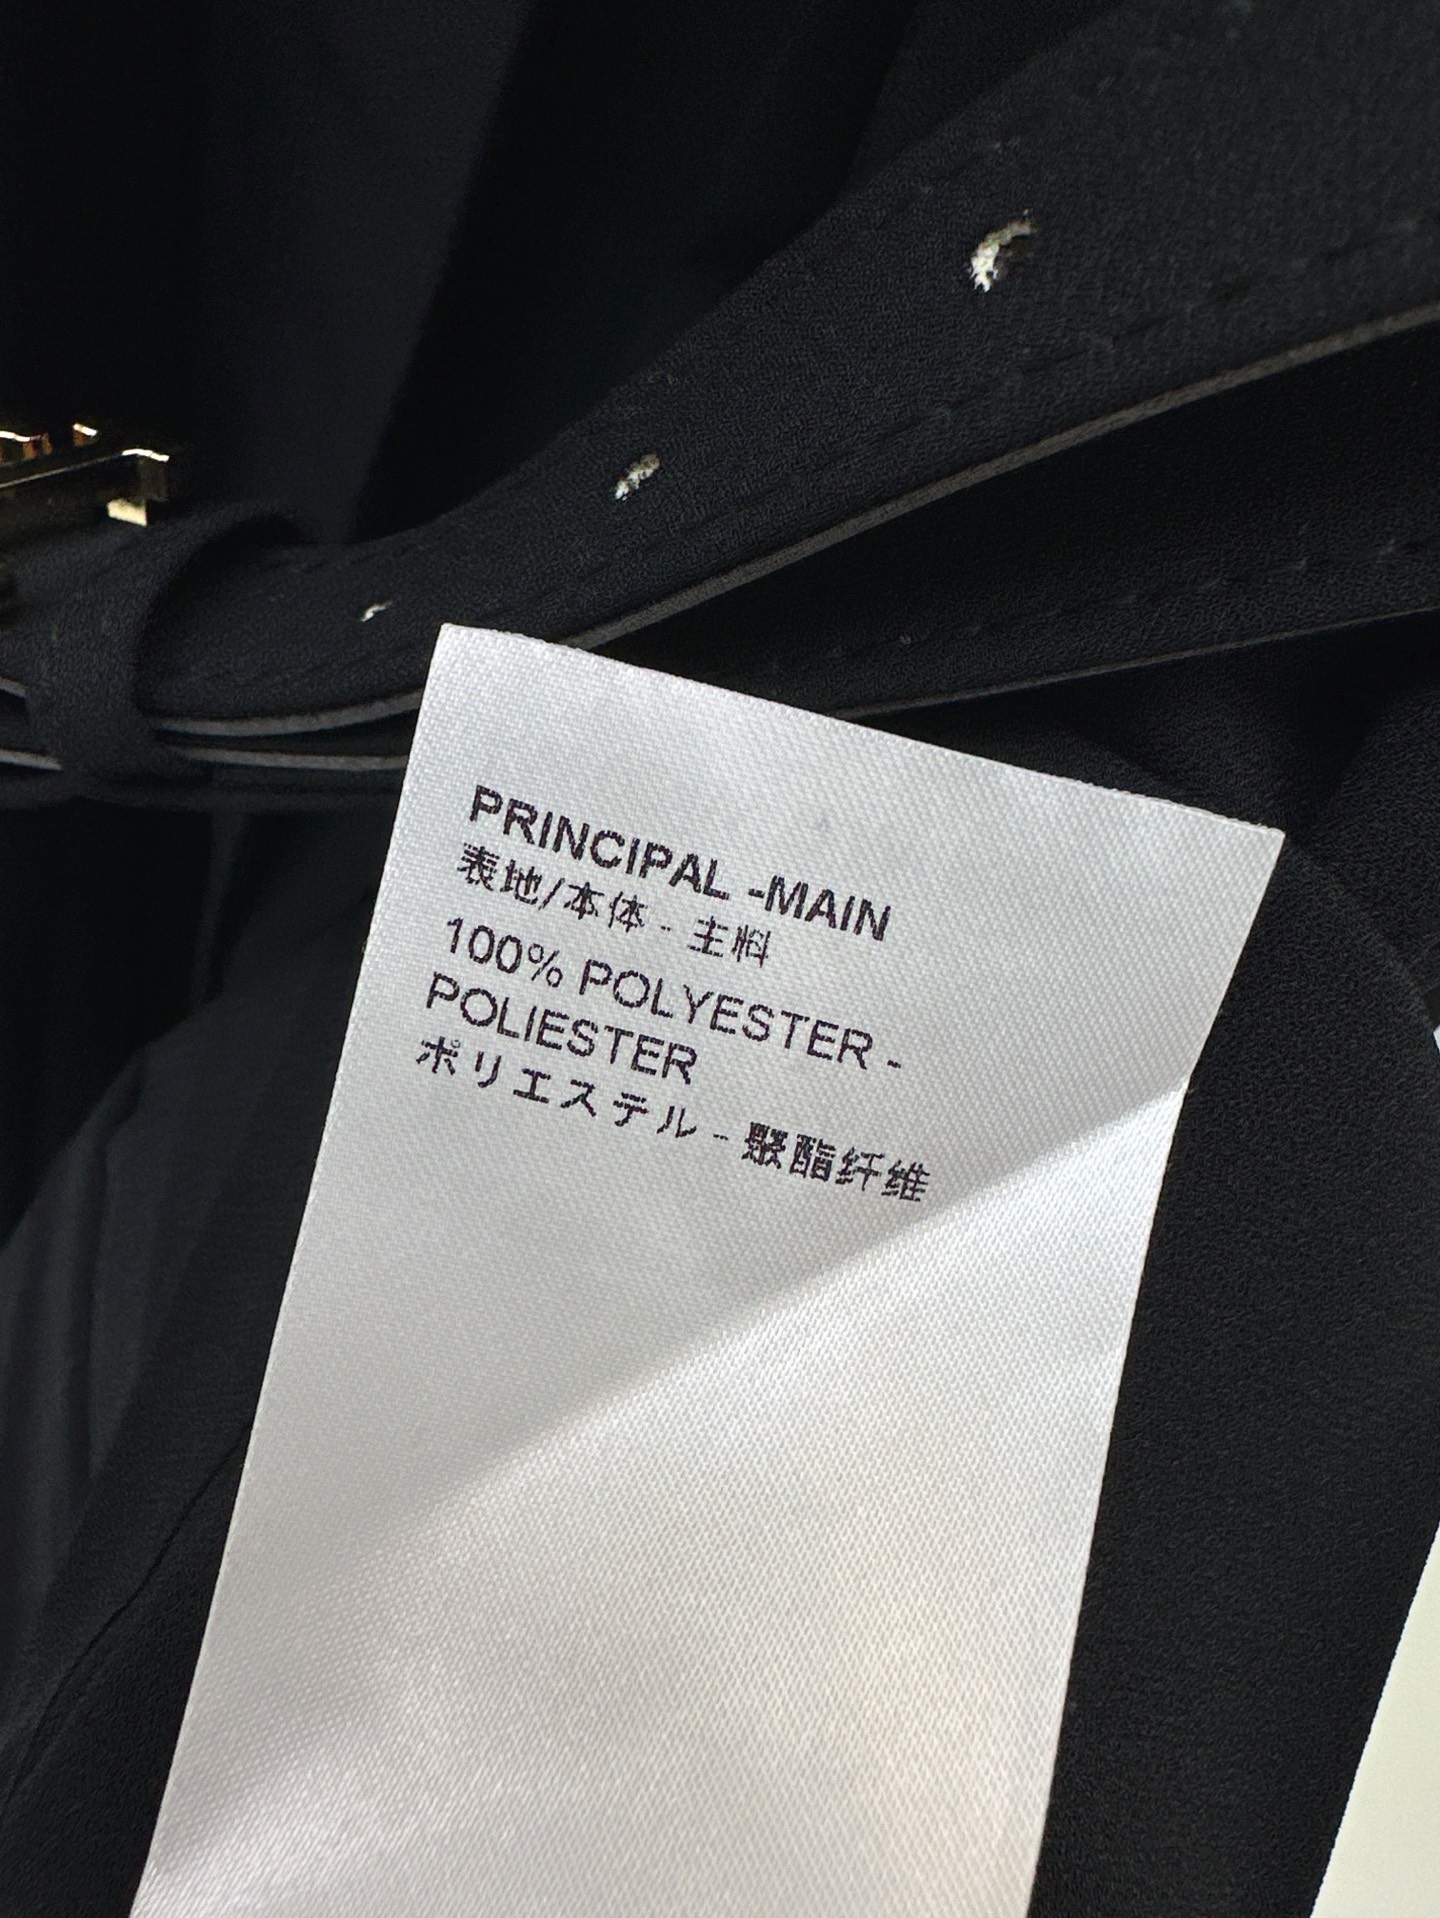 PRINCIPAL -MAIN
表地/本体 - 主料
100% POLYESTER -
POLIESTER
ポリエステル - 聚酯纤维